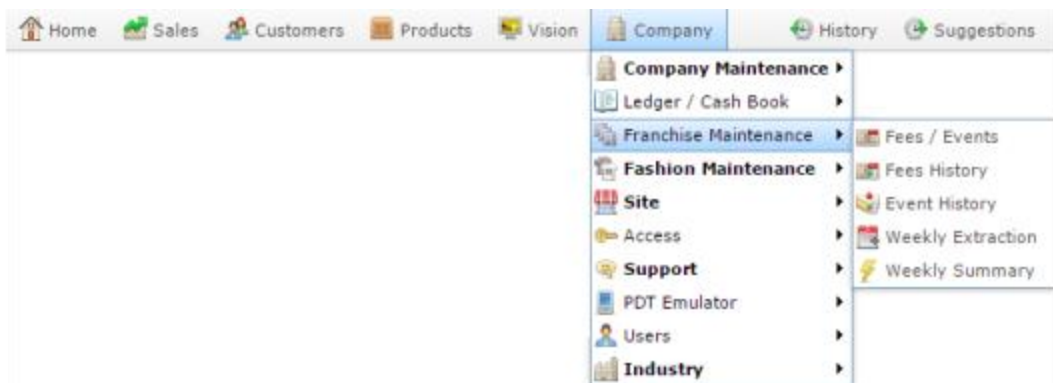 Home Sales Customers Products Vision Company History Suggestions
Company Maintenance
Ledger / Cash Book
Franchise Maintenance Fees / Events
Fashion Maintenance Fees History
Site Event History
Access Weekly Extraction
Support Weekly Summary
PDT Emulator
Users
Industry